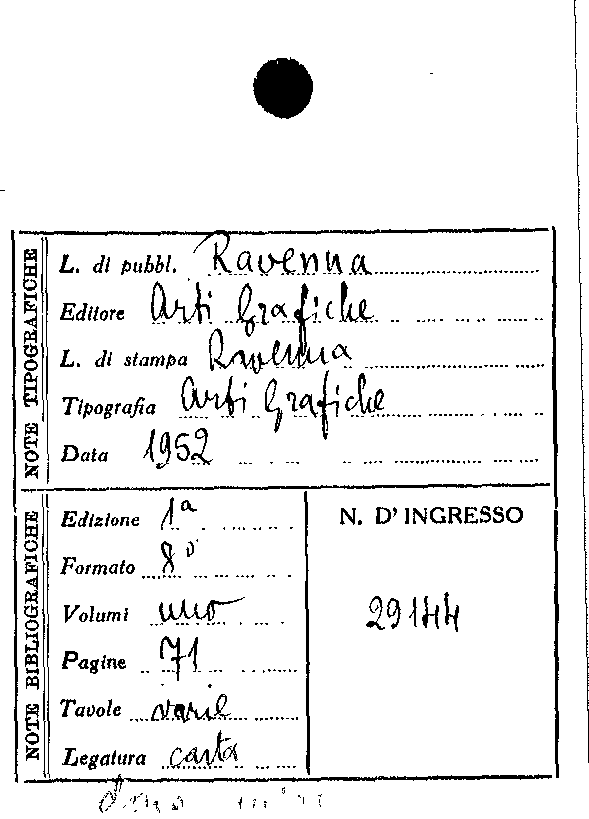 NOTE TIPOGRAFICHE
L. di pubbl. Ravenna
Editore Arti Grafiche
L. di stampa Ravenna
Tipografia Arti Grafiche
Data 1952
NOTE BIBLIOGRAFICHE
Edizione 1ª
Formato 8º
Volumi uno
Pagine 71
Tavole varie
Legatura carta
N. D'INGRESSO
29144